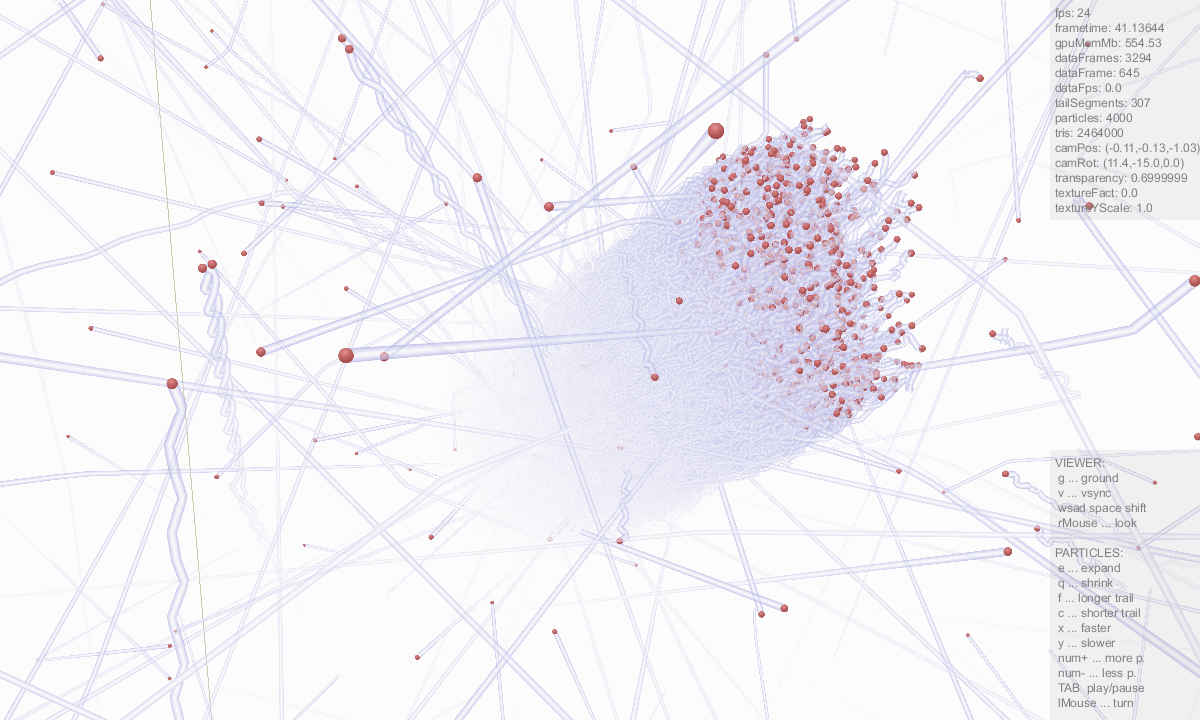 fps: 24
frametime: 41.13644
gpuMemMb: 554.53
dataFrames: 3294
dataFrame: 645
dataFps: 0.0
tailSegments: 307
particles: 4000
tris: 2464000
camPos: (-0.11,-0.13,-1.03)
camRot: (11.4,-15.0,0.0)
transparency: 0.6999999
textureFact: 0.0
textureYScale: 1.0
VIEWER:
g ... ground
v ... vsync
wsad space shift
rMouse ... look
PARTICLES:
e ... expand
q ... shrink
f ... longer trail
c ... shorter trail
x ... faster
y ... slower
num+ ... more p.
num- ... less p.
TAB play/pause
lMouse ... turn